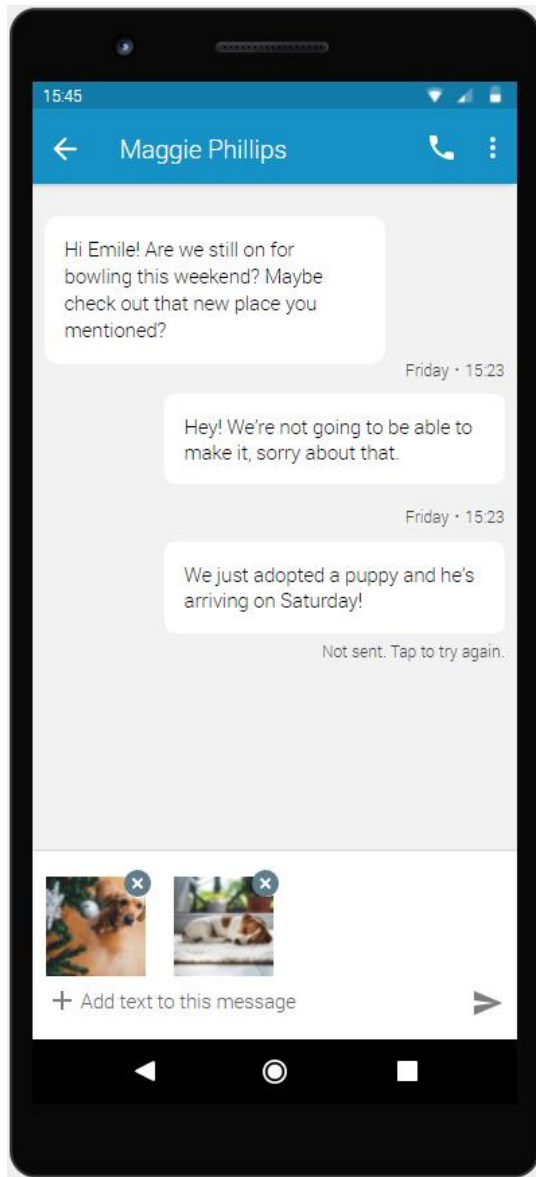 15:45
Maggie Phillips
Hi Emile! Are we still on for
bowling this weekend? Maybe
check out that new place you
mentioned?
Friday • 15:23
Hey! We're not going to be able to
make it, sorry about that.
Friday • 15:23
We just adopted a puppy and he's
arriving on Saturday!
Not sent. Tap to try again.
Add text to this message